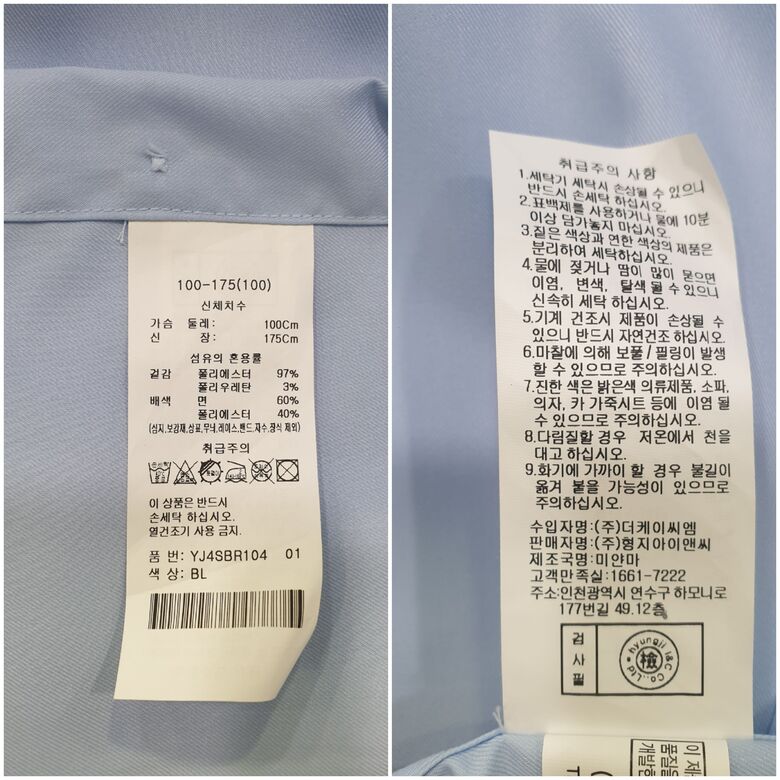 100-175(100)
신체치수
가슴 둘레: 100Cm
신 장: 175Cm
섬유의 혼용률
겉감 폴리에스터 97%
폴리우레탄 3%
배색 면 60%
폴리에스터 40%
(심지,보강재,상표,무늬,레이스,밴드,자수,장식 제외)
취급주의
이 상품은 반드시
손세탁 하십시오.
열건조기 사용 금지.
품 번: YJ4SBR104 01
색 상: BL
취급주의 사항
1.세탁기 세탁시 손상될 수 있으니
반드시 손세탁 하십시오.
2.표백제를 사용하거나 물에 10분
이상 담가놓지 마십시오.
3.짙은 색상과 연한 색상의 제품은
분리하여 세탁하십시오.
4.물에 젖거나 땀이 많이 묻으면
이염, 변색, 탈색 될 수 있으니
신속히 세탁 하십시오.
5.기계 건조시 제품이 손상될 수
있으니 반드시 자연건조 하십시오.
6.마찰에 의해 보풀/필링이 발생
할 수 있으므로 주의하십시오.
7.진한 색은 밝은색 의류제품, 소파,
의자, 카 가죽시트 등에 이염 될
수 있으므로 주의하십시오.
8.다림질할 경우 저온에서 천을
대고 하십시오.
9.화기에 가까이 할 경우 불길이
옮겨 붙을 가능성이 있으므로
주의하십시오.
수입자명:(주)더케이씨엠
판매자명:(주)형지아이앤씨
제조국명:미얀마
고객만족실:1661-7222
주소:인천광역시 연수구 하모니로
177번길 49.12층
검사필
hyungji I&C Co.,Ltd
檢
이 제
품질을
개발한